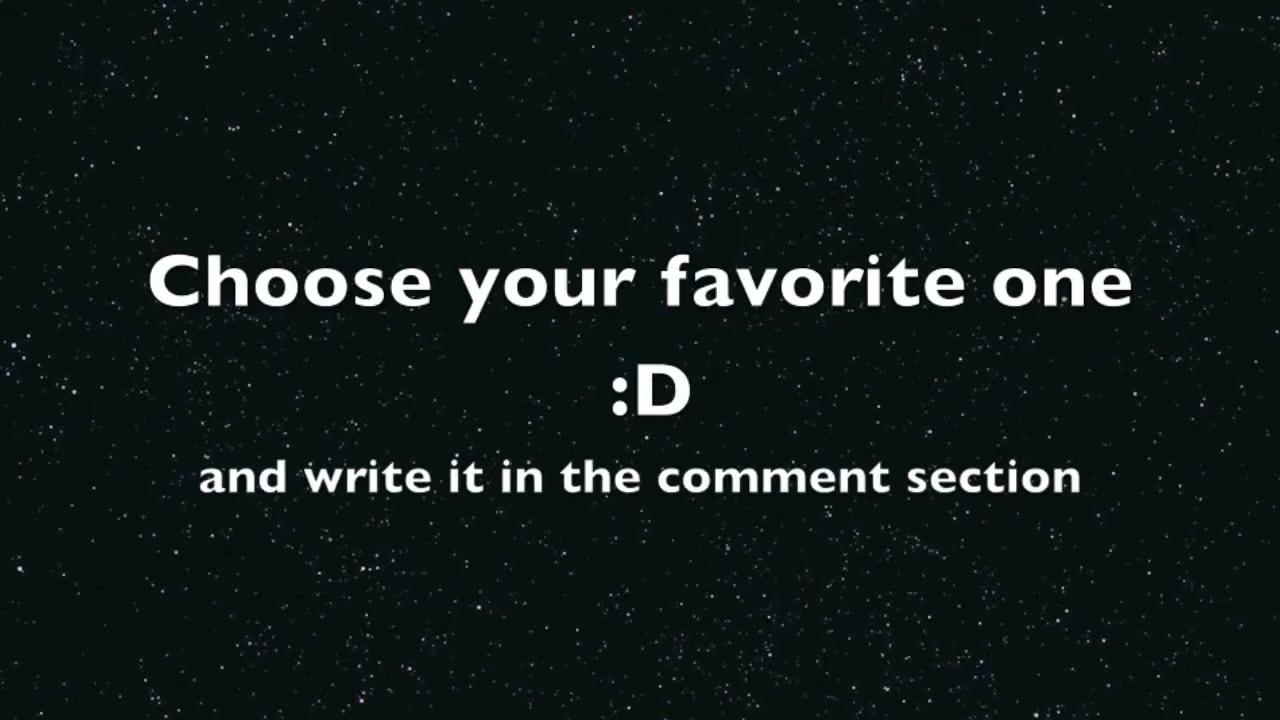 Choose your favorite one
:D
and write it in the comment section